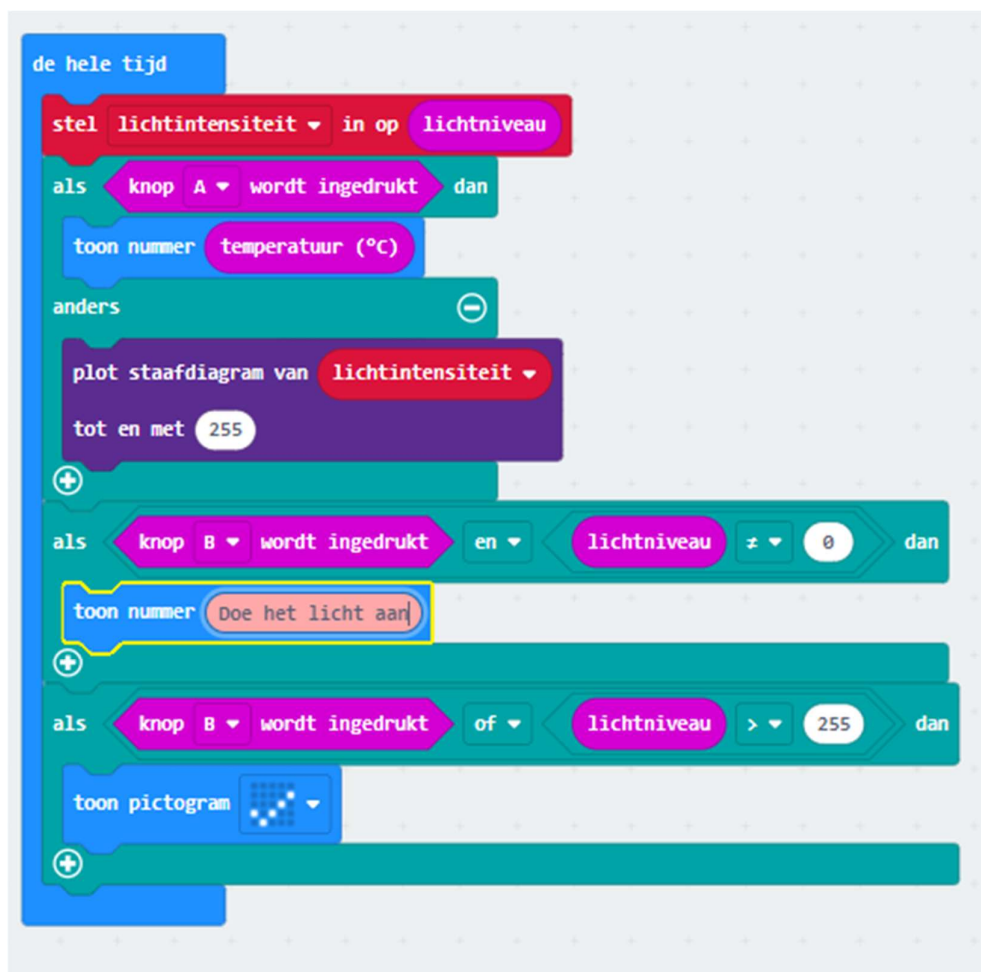 de hele tijd
stel lichtintensiteit in op lichtniveau
als knop A wordt ingedrukt dan
toon nummer temperatuur (°C)
anders
plot staafdiagram van lichtintensiteit
tot en met 255
als knop B wordt ingedrukt en lichtniveau ≠ 0 dan
toon nummer Doe het licht aan
als knop B wordt ingedrukt of lichtniveau > 255 dan
toon pictogram